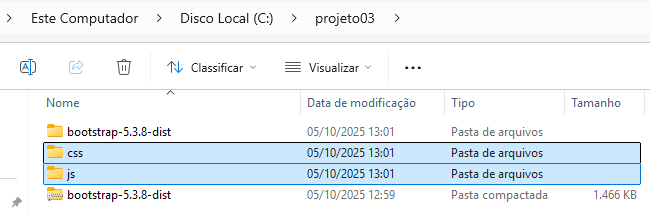 Este Computador > Disco Local (C:) > projeto03 >
Classificar Visualizar ...
Nome Data de modificação Tipo Tamanho
bootstrap-5.3.8-dist 05/10/2025 13:01 Pasta de arquivos
css 05/10/2025 13:01 Pasta de arquivos
js 05/10/2025 13:01 Pasta de arquivos
bootstrap-5.3.8-dist 05/10/2025 12:59 Pasta compactada 1.466 KB